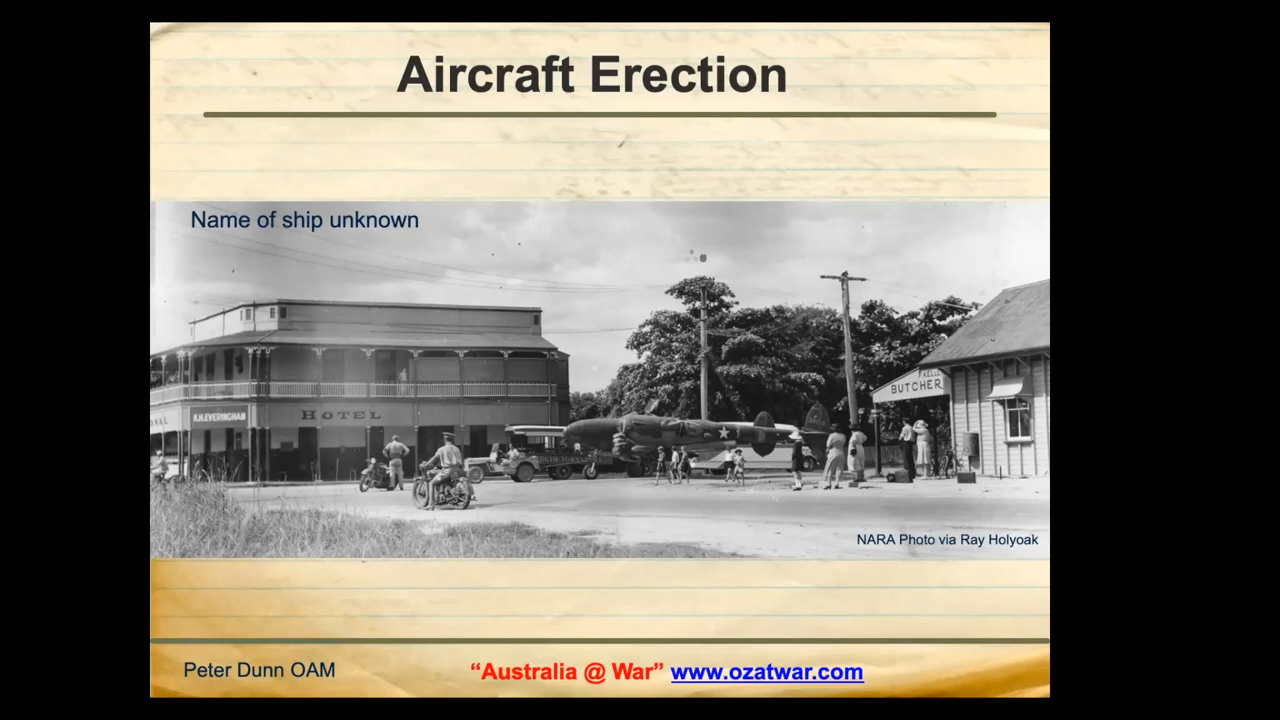 Aircraft Erection
Name of ship unknown
N.H.EVERINGHAM
HOTEL
BUTCHER
NARA Photo via Ray Holyoak
Peter Dunn OAM
“Australia @ War” www.ozatwar.com